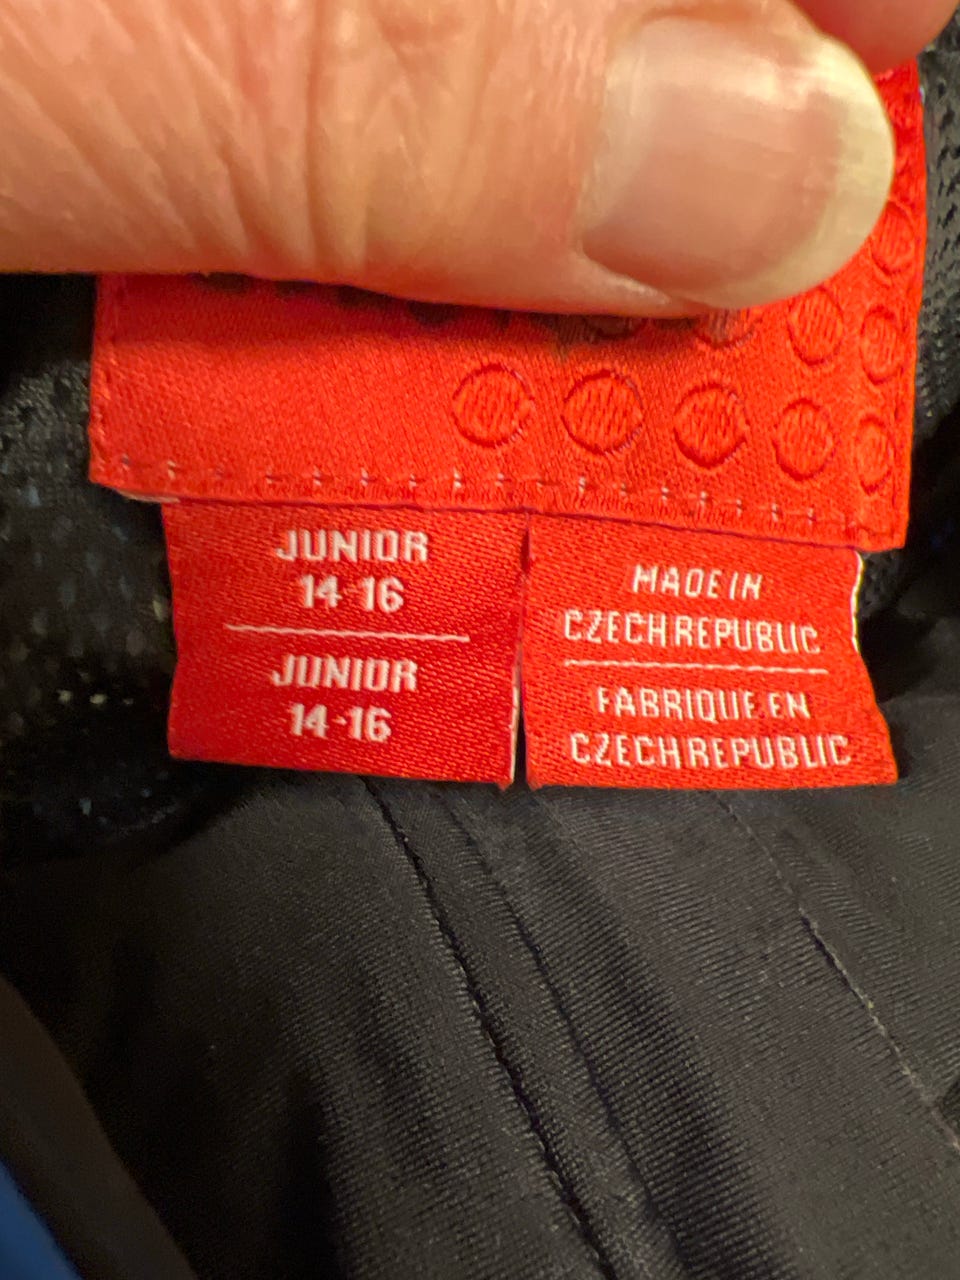 JUNIOR
14-16
JUNIOR
14-16
MADE IN
CZECH REPUBLIC
FABRIQUE EN
CZECH REPUBLIC